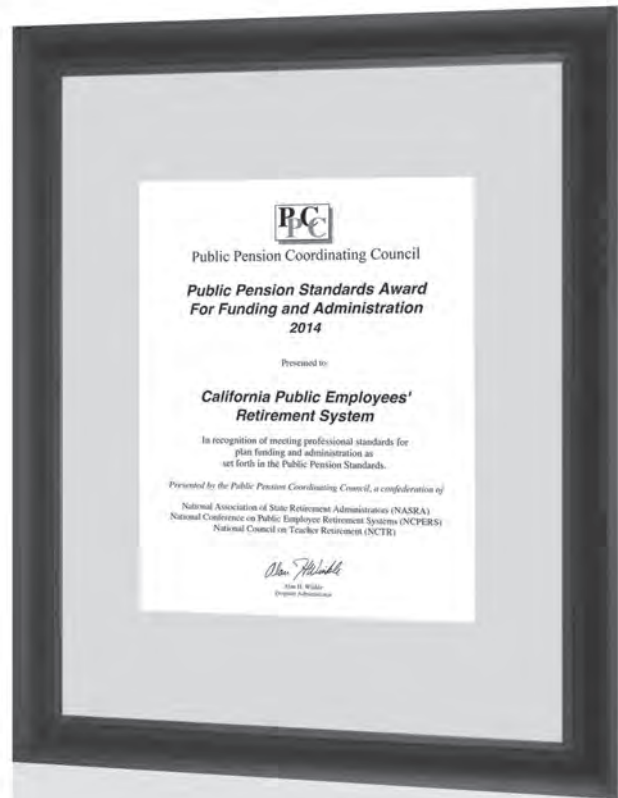 PPCC
Public Pension Coordinating Council
Public Pension Standards Award
For Funding and Administration
2014
Presented to
California Public Employees'
Retirement System
In recognition of meeting professional standards for
plan funding and administration as
set forth in the Public Pension Standards.
Presented by the Public Pension Coordinating Council, a confederation of
National Association of State Retirement Administrators (NASRA)
National Conference on Public Employee Retirement Systems (NCPERS)
National Council on Teacher Retirement (NCTR)
Alan H. Winkle
Alan H. Winkle
Program Administrator